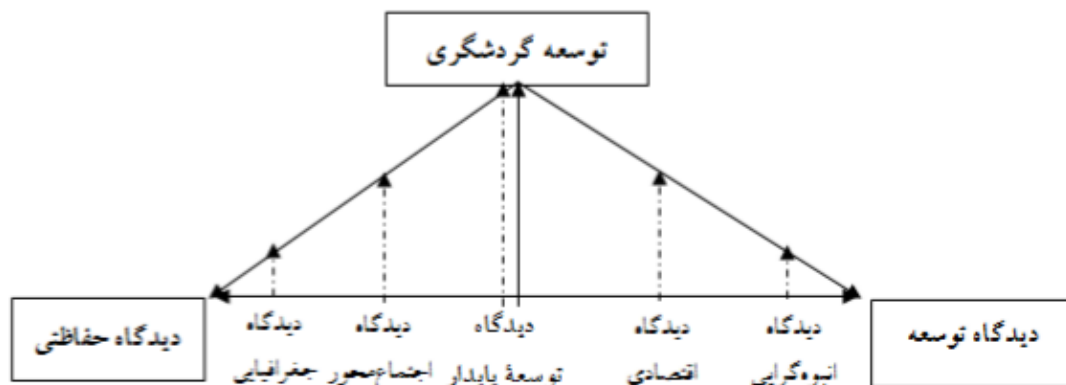 توسعه گردشگری
دیدگاه توسعه
دیدگاه انبوه‌گرایی
دیدگاه اقتصادی
دیدگاه توسعهٔ پایدار
دیدگاه اجتماع‌محور
دیدگاه جغرافیایی
دیدگاه حفاظتی